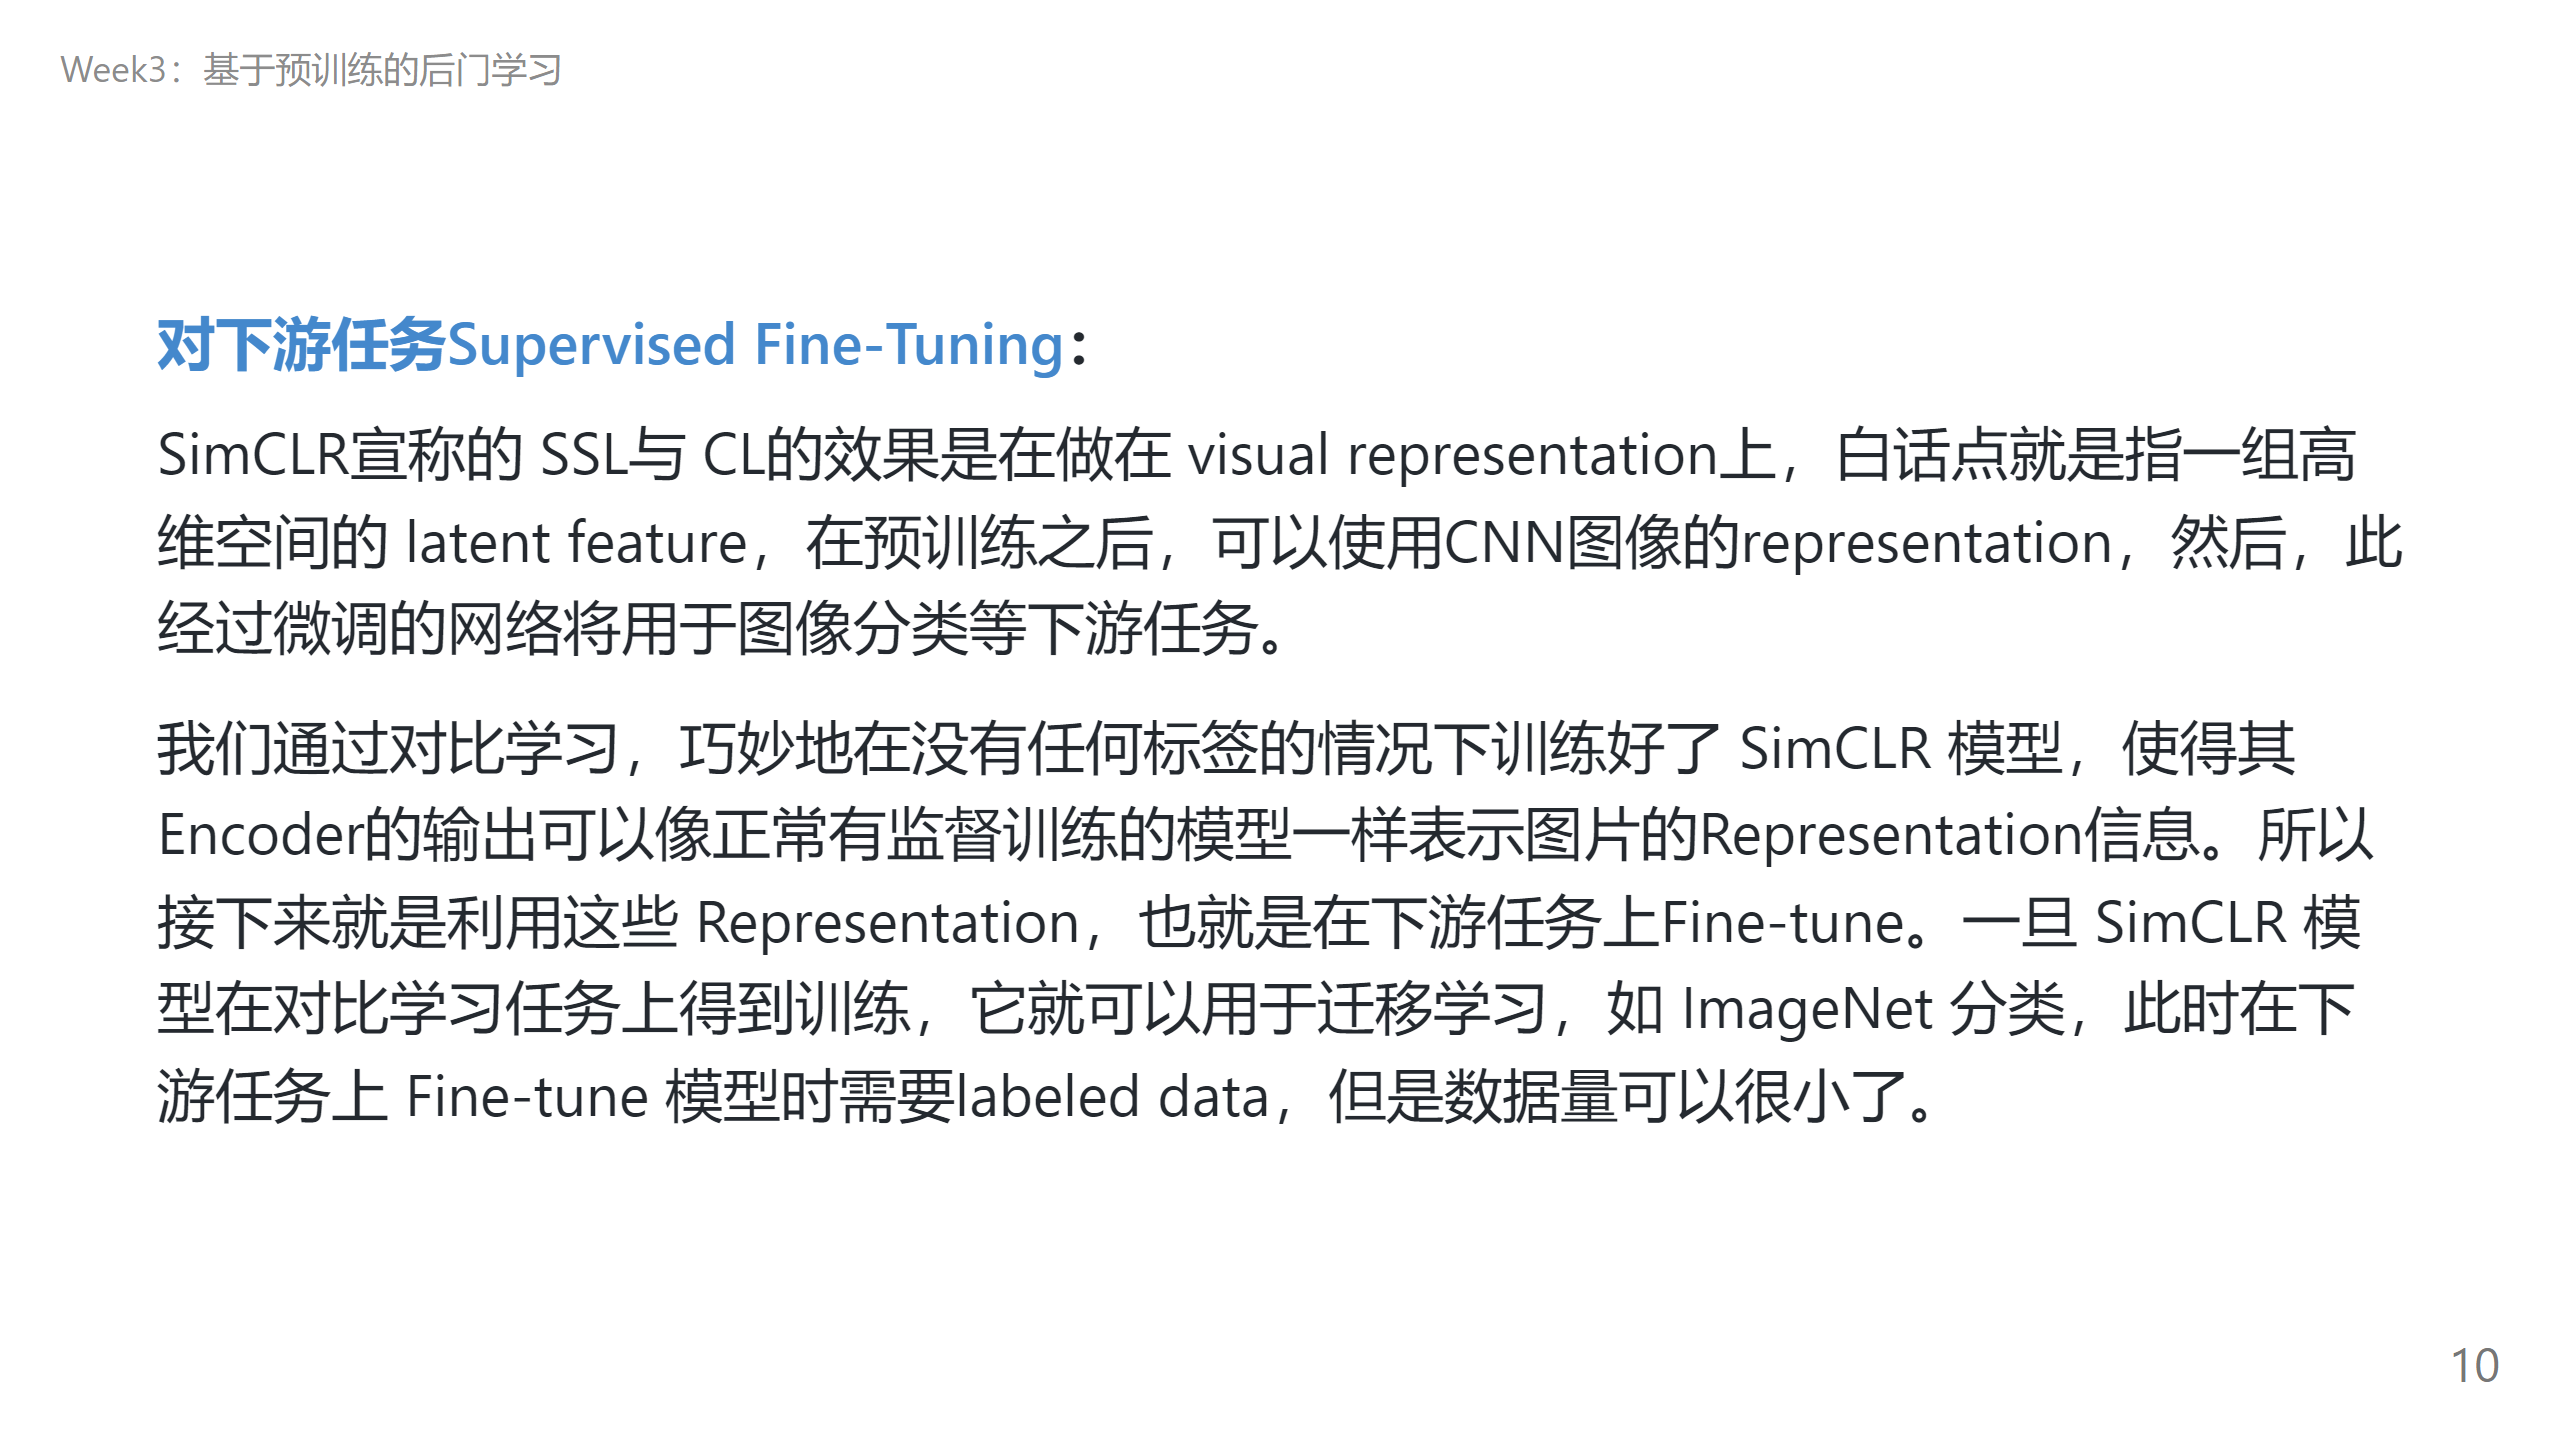 Week3：基于预训练的后门学习
对下游任务Supervised Fine-Tuning：
SimCLR宣称的 SSL与 CL的效果是在做在 visual representation上，白话点就是指一组高
维空间的 latent feature，在预训练之后，可以使用CNN图像的representation，然后，此
经过微调的网络将用于图像分类等下游任务。
我们通过对比学习，巧妙地在没有任何标签的情况下训练好了 SimCLR 模型，使得其
Encoder的输出可以像正常有监督训练的模型一样表示图片的Representation信息。所以
接下来就是利用这些 Representation，也就是在下游任务上Fine-tune。一旦 SimCLR 模
型在对比学习任务上得到训练，它就可以用于迁移学习，如 ImageNet 分类，此时在下
游任务上 Fine-tune 模型时需要labeled data，但是数据量可以很小了。
10